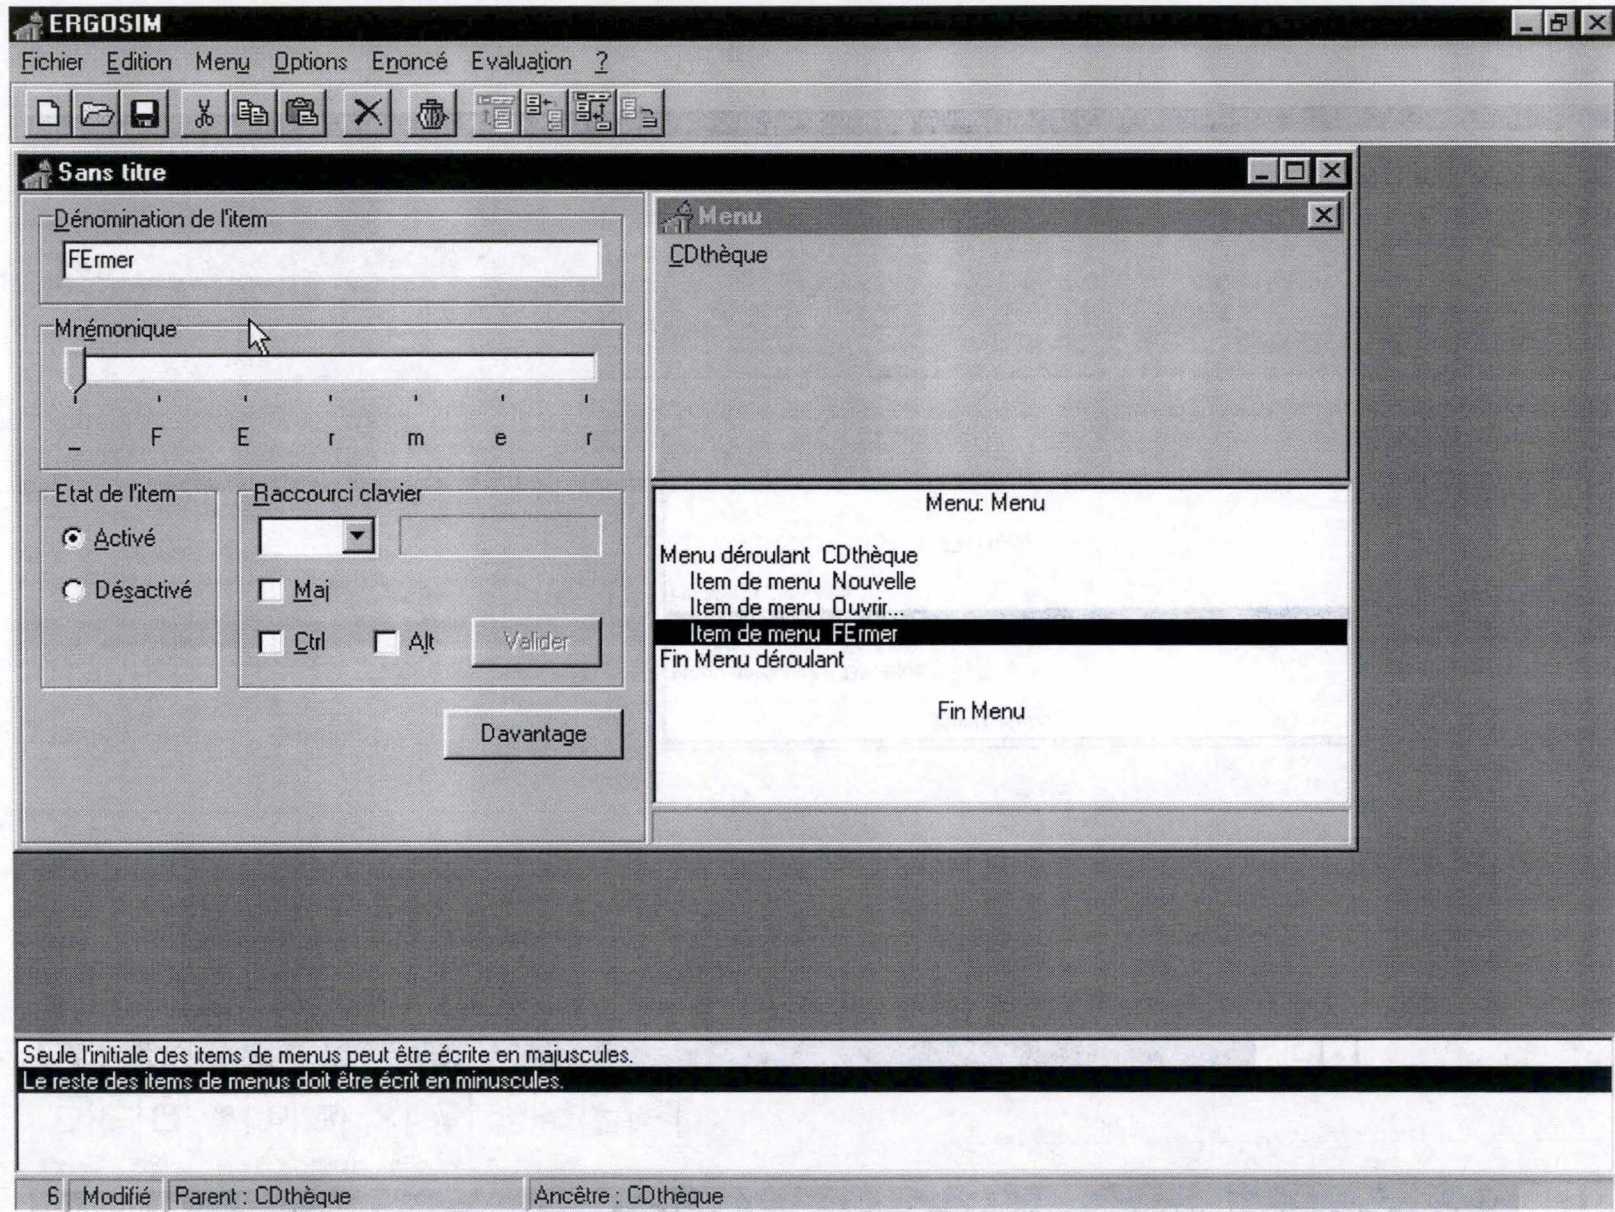 ERGOSIM
Fichier Edition Menu Options Enoncé Evaluation ?
Sans titre
Dénomination de l'item
FErmer
Mnémonique
_ F E r m e r
Etat de l'item
Activé
Désactivé
Raccourci clavier
Maj
Ctrl Alt Valider
Davantage
Menu
CDthèque
Menu: Menu
Menu déroulant CDthèque
Item de menu Nouvelle
Item de menu Ouvrir...
Item de menu FErmer
Fin Menu déroulant
Fin Menu
Seule l'initiale des items de menus peut être écrite en majuscules.
Le reste des items de menus doit être écrit en minuscules.
6 Modifié Parent : CDthèque Ancêtre : CDthèque